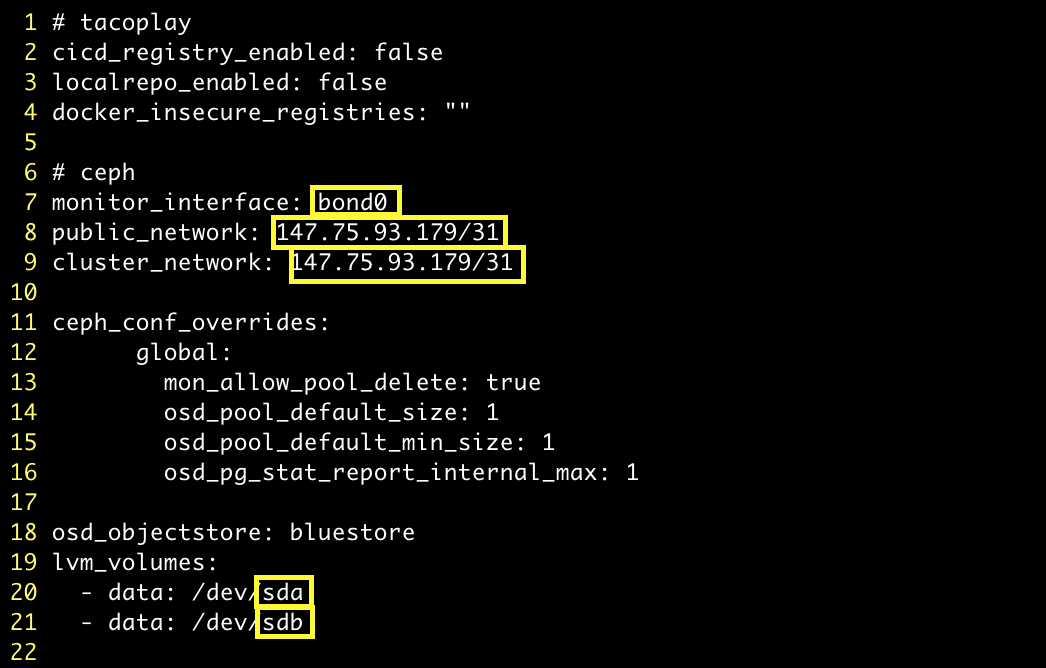 1 # tacoplay
2 cicd_registry_enabled: false
3 localrepo_enabled: false
4 docker_insecure_registries: ""
5
6 # ceph
7 monitor_interface: bond0
8 public_network: 147.75.93.179/31
9 cluster_network: 147.75.93.179/31
10
11 ceph_conf_overrides:
12       global:
13         mon_allow_pool_delete: true
14         osd_pool_default_size: 1
15         osd_pool_default_min_size: 1
16         osd_pg_stat_report_internal_max: 1
17
18 osd_objectstore: bluestore
19 lvm_volumes:
20   - data: /dev/sda
21   - data: /dev/sdb
22